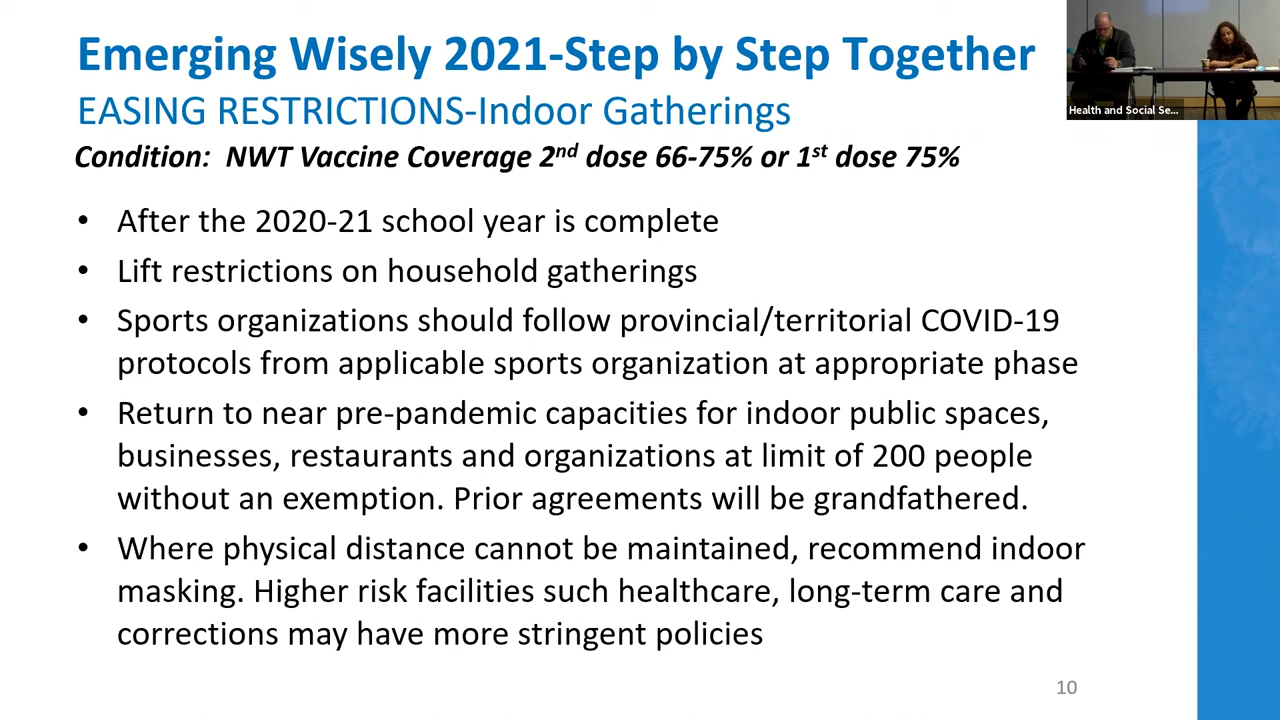 Emerging Wisely 2021-Step by Step Together
EASING RESTRICTIONS-Indoor Gatherings
Health and Social Se...
Condition: NWT Vaccine Coverage 2nd dose 66-75% or 1st dose 75%
• After the 2020-21 school year is complete
• Lift restrictions on household gatherings
• Sports organizations should follow provincial/territorial COVID-19
protocols from applicable sports organization at appropriate phase
• Return to near pre-pandemic capacities for indoor public spaces,
businesses, restaurants and organizations at limit of 200 people
without an exemption. Prior agreements will be grandfathered.
• Where physical distance cannot be maintained, recommend indoor
masking. Higher risk facilities such healthcare, long-term care and
corrections may have more stringent policies
10